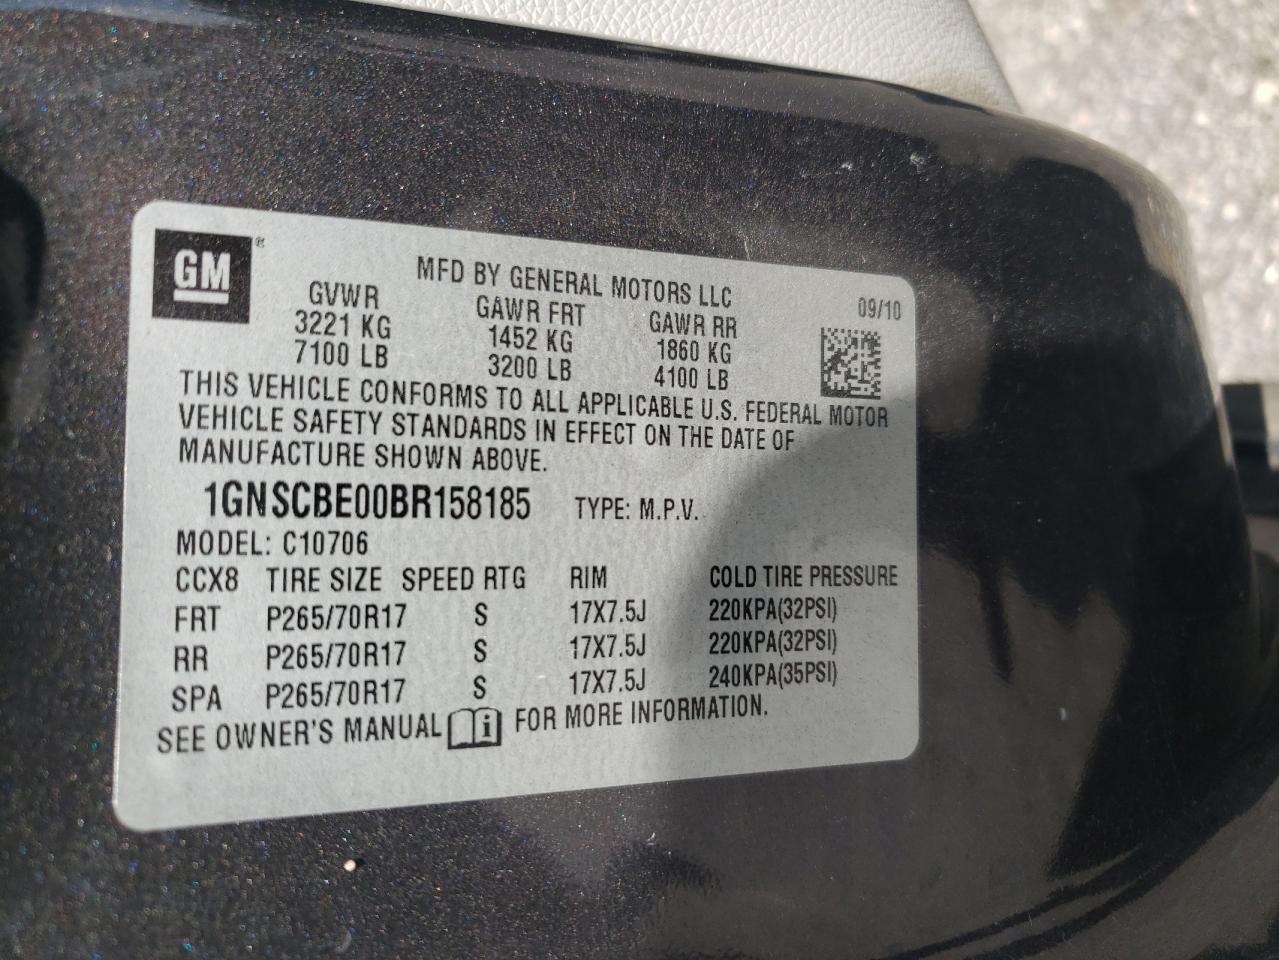 GM®
MFD BY GENERAL MOTORS LLC
09/10
GVWR GAWR FRT GAWR RR
3221 KG 1452 KG 1860 KG
7100 LB 3200 LB 4100 LB
THIS VEHICLE CONFORMS TO ALL APPLICABLE U.S. FEDERAL MOTOR
VEHICLE SAFETY STANDARDS IN EFFECT ON THE DATE OF
MANUFACTURE SHOWN ABOVE.
1GNSCBE00BR158185 TYPE: M.P.V.
MODEL: C10706
CCX8 TIRE SIZE SPEED RTG RIM COLD TIRE PRESSURE
FRT P265/70R17 S 17X7.5J 220KPA(32PSI)
RR P265/70R17 S 17X7.5J 220KPA(32PSI)
SPA P265/70R17 S 17X7.5J 240KPA(35PSI)
SEE OWNER'S MANUAL i FOR MORE INFORMATION.